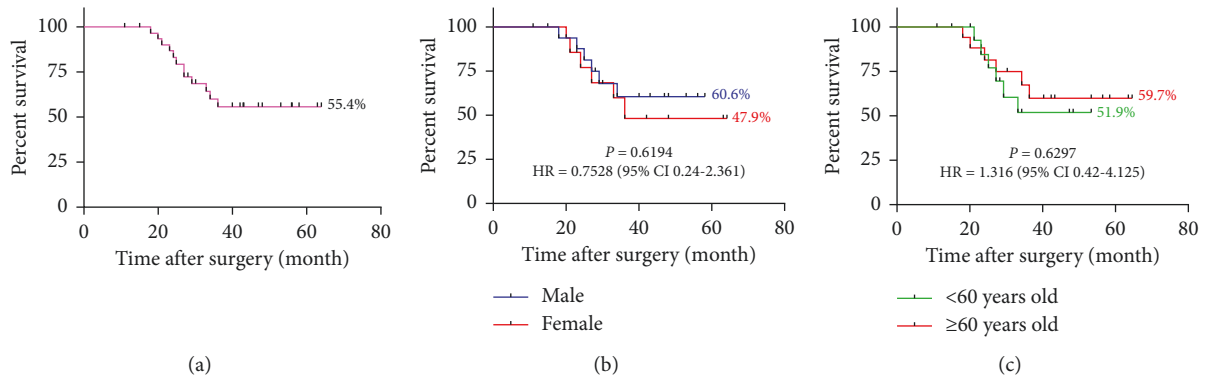 100
75
50
25
0
Percent survival
55.4%
0 20 40 60 80
Time after surgery (month)
(a)
100
75
50
25
0
Percent survival
60.6%
47.9%
P = 0.6194
HR = 0.7528 (95% CI 0.24-2.361)
0 20 40 60 80
Time after surgery (month)
Male
Female
(b)
100
75
50
25
0
Percent survival
59.7%
51.9%
P = 0.6297
HR = 1.316 (95% CI 0.42-4.125)
0 20 40 60 80
Time after surgery (month)
<60 years old
≥60 years old
(c)